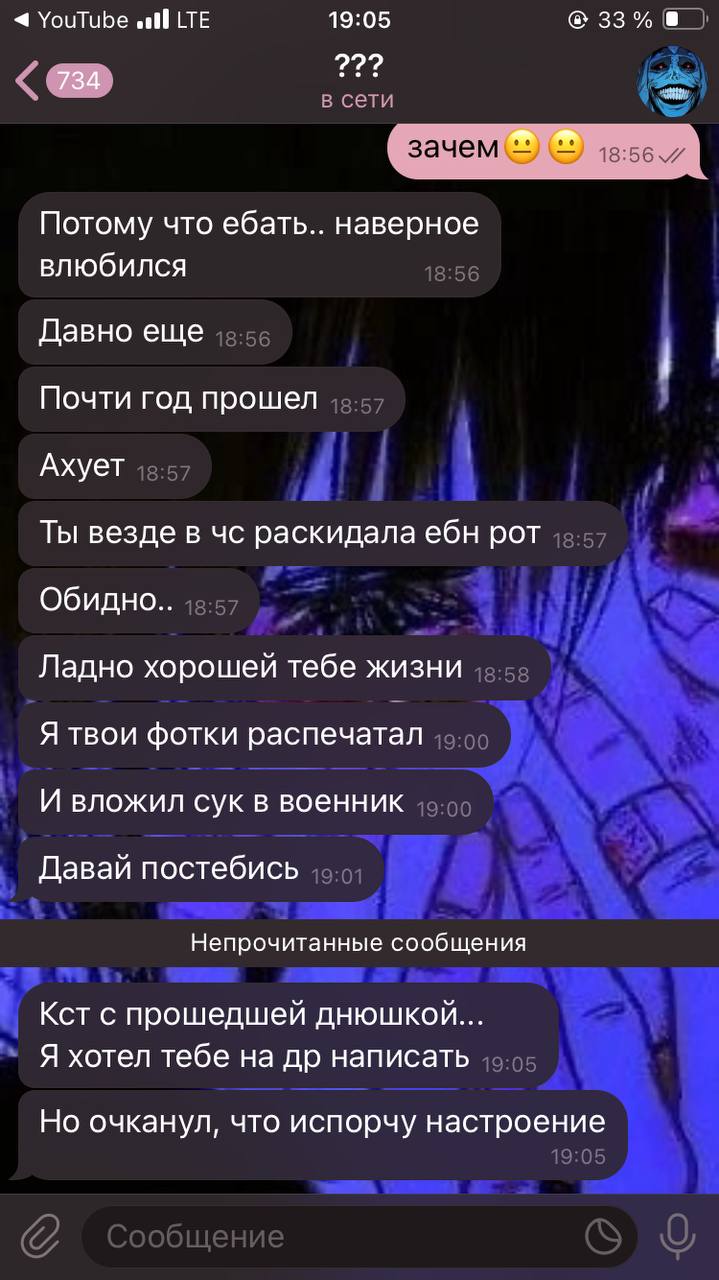 YouTube LTE 19:05 33 %
734 ???
в сети
зачем😐😐 18:56
Потому что ебать.. наверное
влюбился 18:56
Давно еще 18:56
Почти год прошел 18:57
Ахует 18:57
Ты везде в чс раскидала ебн рот 18:57
Обидно.. 18:57
Ладно хорошей тебе жизни 18:58
Я твои фотки распечатал 19:00
И вложил сук в военник 19:00
Давай постебись 19:01
Непрочитанные сообщения
Кст с прошедшей днюшкой...
Я хотел тебе на др написать 19:05
Но очканул, что испорчу настроение
19:05
Сообщение